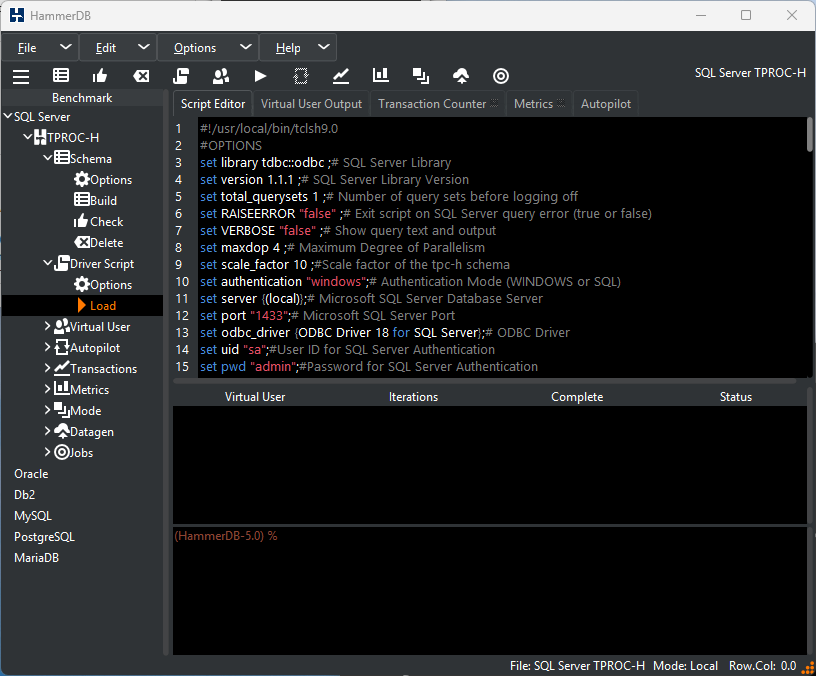 HammerDB
File Edit Options Help
SQL Server TPROC-H
Benchmark
SQL Server
TPROC-H
Schema
Options
Build
Check
Delete
Driver Script
Options
Load
Virtual User
Autopilot
Transactions
Metrics
Mode
Datagen
Jobs
Oracle
Db2
MySQL
PostgreSQL
MariaDB
Script Editor Virtual User Output Transaction Counter Metrics Autopilot
1 #!/usr/local/bin/tclsh9.0
2 #OPTIONS
3 set library tdbc::odbc ;# SQL Server Library
4 set version 1.1.1 ;# SQL Server Library Version
5 set total_querysets 1 ;# Number of query sets before logging off
6 set RAISEERROR "false" ;# Exit script on SQL Server query error (true or false)
7 set VERBOSE "false" ;# Show query text and output
8 set maxdop 4 ;# Maximum Degree of Parallelism
9 set scale_factor 10 ;#Scale factor of the tpc-h schema
10 set authentication "windows";# Authentication Mode (WINDOWS or SQL)
11 set server {(local)};# Microsoft SQL Server Database Server
12 set port "1433";# Microsoft SQL Server Port
13 set odbc_driver {ODBC Driver 18 for SQL Server};# ODBC Driver
14 set uid "sa";#User ID for SQL Server Authentication
15 set pwd "admin";#Password for SQL Server Authentication
Virtual User Iterations Complete Status
(HammerDB-5.0) %
File: SQL Server TPROC-H Mode: Local Row.Col: 0.0